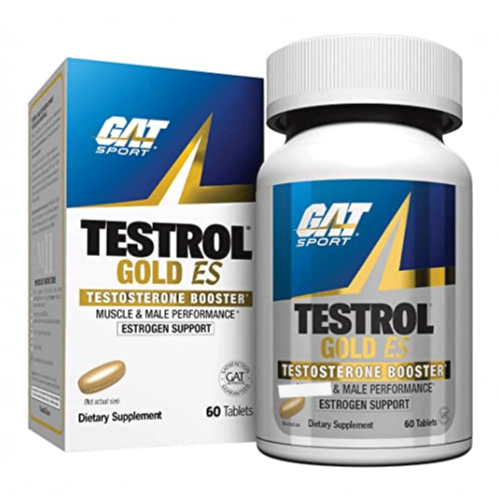 GAT
SPORT
TESTROL®
GOLD ES
TESTOSTERONE BOOSTER*
MUSCLE & MALE PERFORMANCE*
ESTROGEN SUPPORT
GAT
(Not actual size)
Dietary Supplement
60 Tablets
GAT
SPORT
TESTROL
GOLD ES
TESTOSTERONE BOOSTER*
& MALE PERFORMANCE*
ESTROGEN SUPPORT
Dietary Supplement
60 Tablets